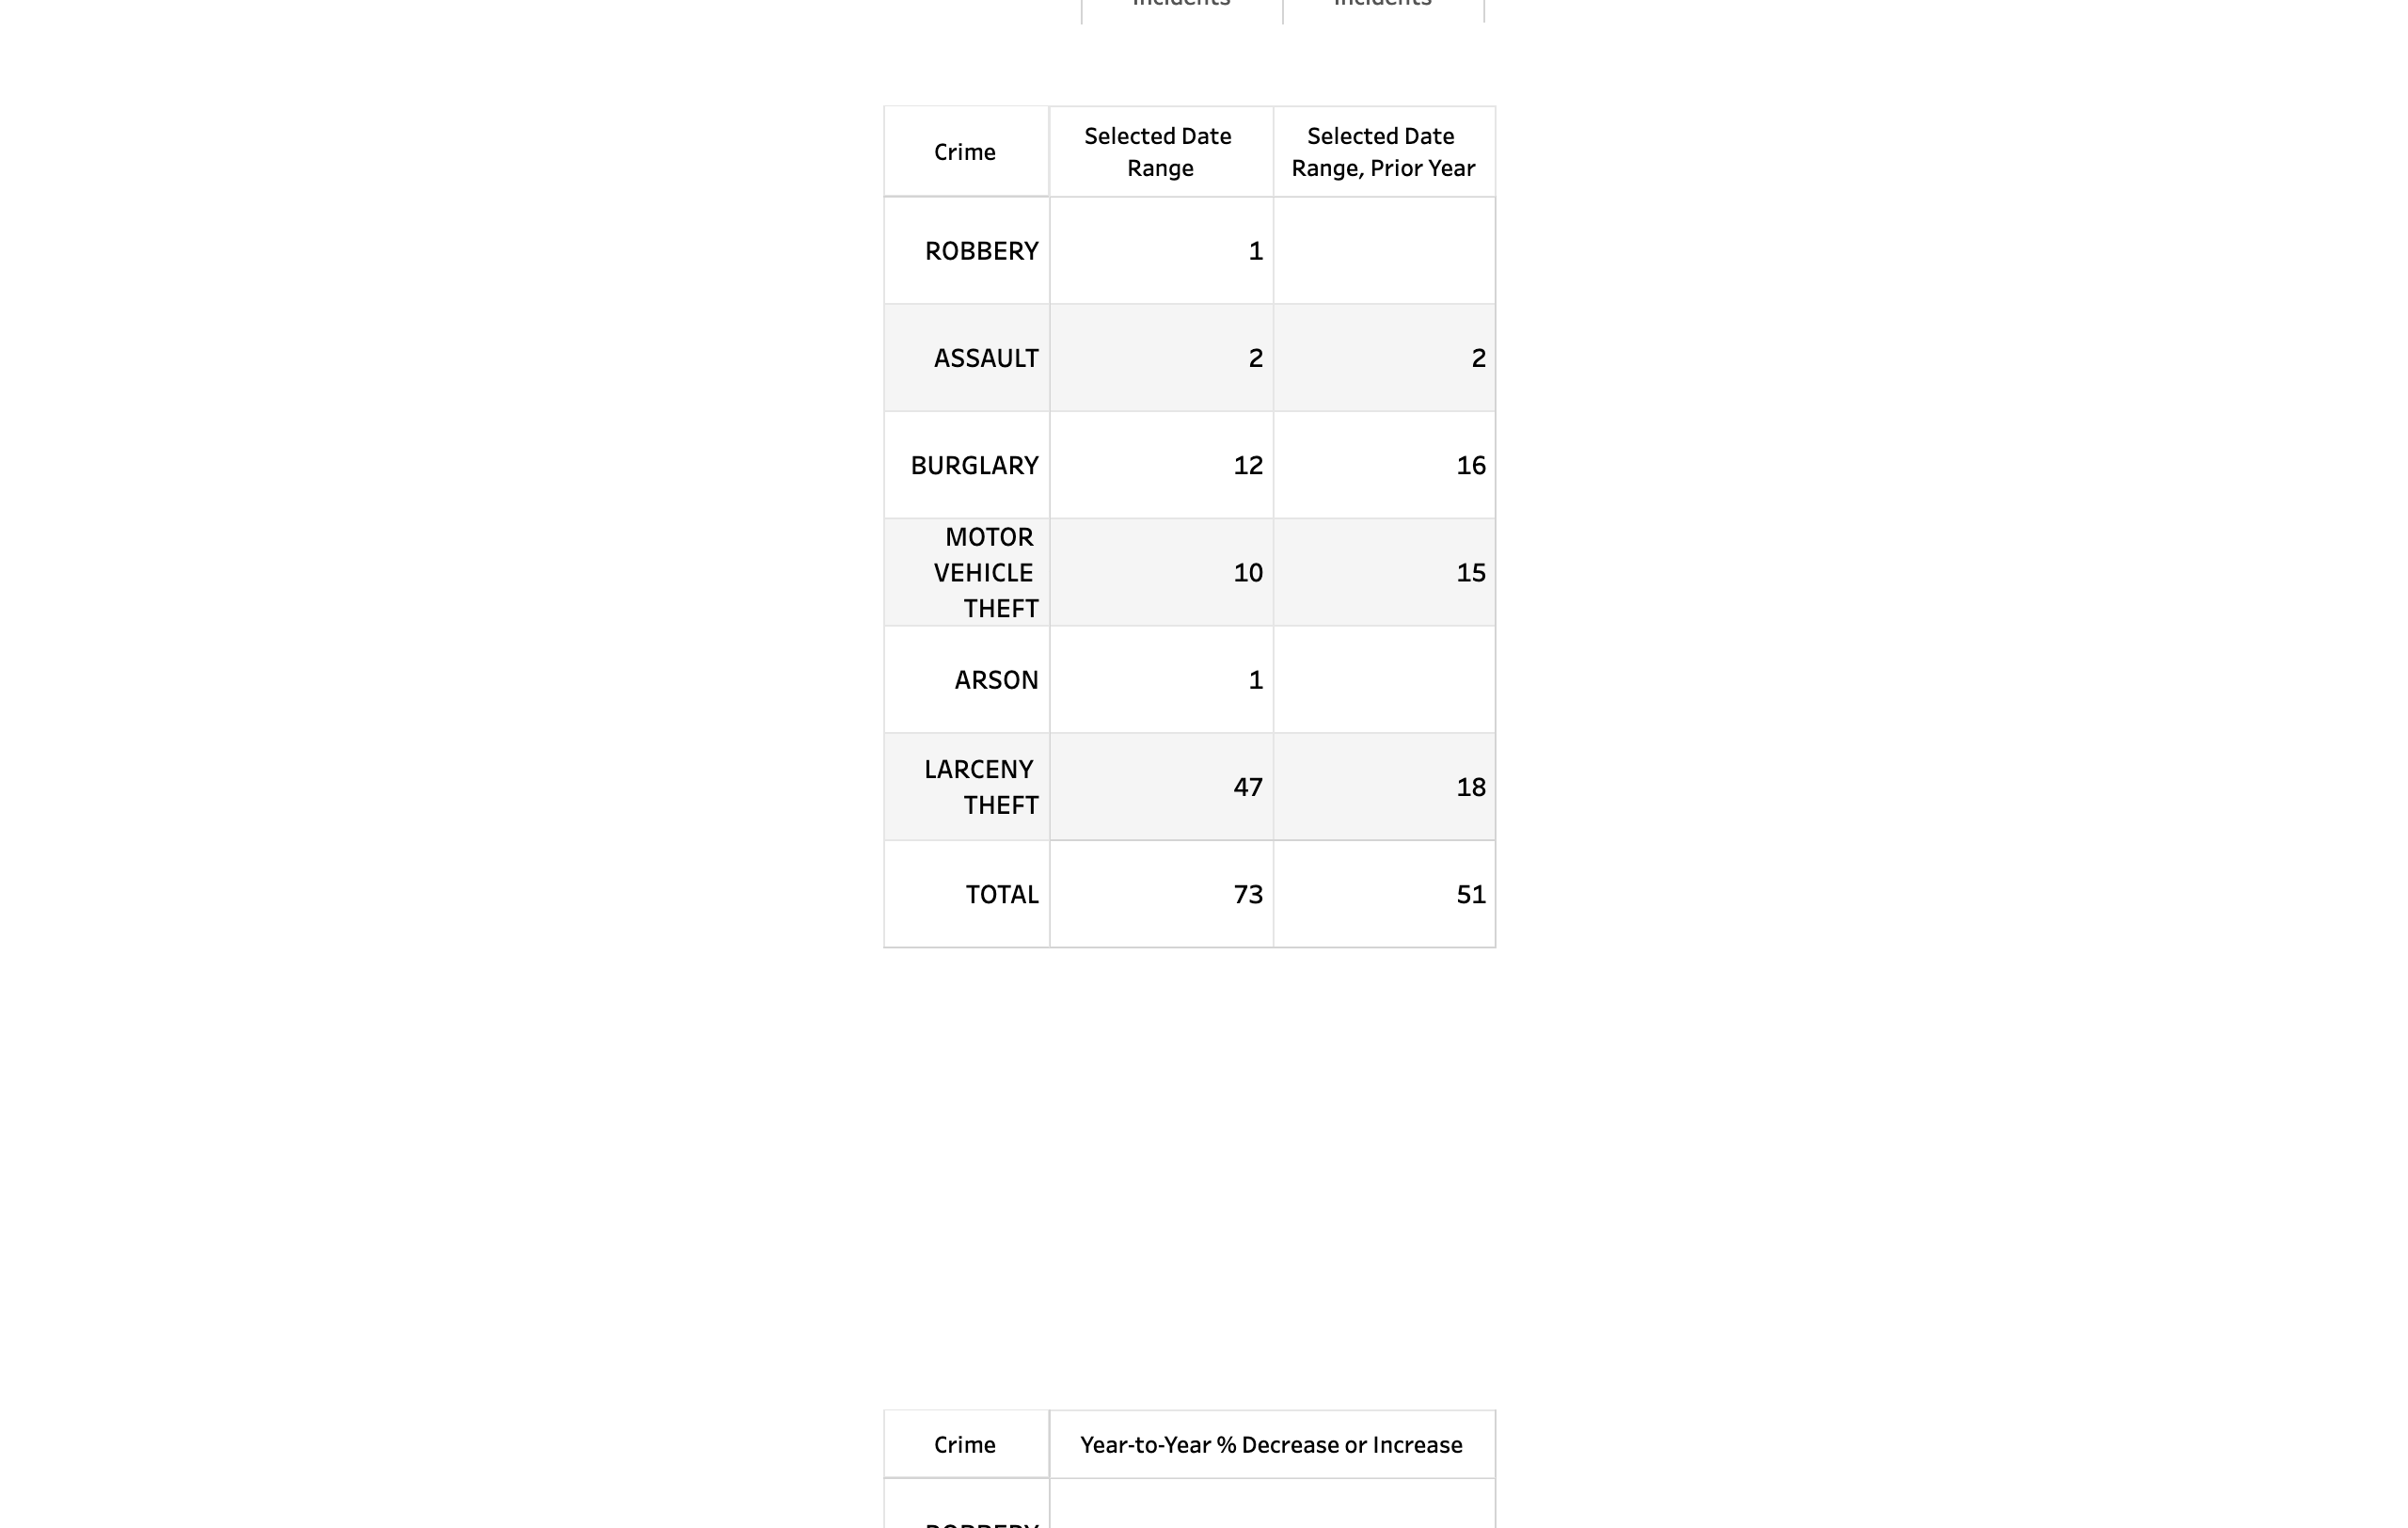 Incidents Incidents
Crime Selected Date Range Selected Date Range, Prior Year
ROBBERY 1
ASSAULT 2 2
BURGLARY 12 16
MOTOR VEHICLE THEFT 10 15
ARSON 1
LARCENY THEFT 47 18
TOTAL 73 51
Crime Year-to-Year % Decrease or Increase
ROBBERY